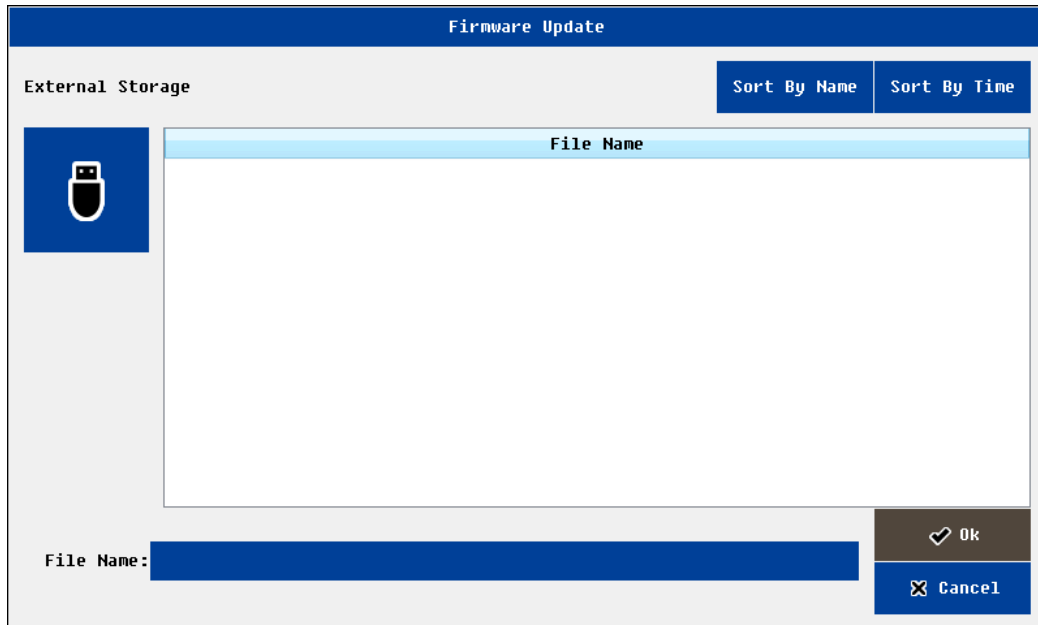 Firmware Update
External Storage
Sort By Name
Sort By Time
File Name
Ok
File Name:
Cancel